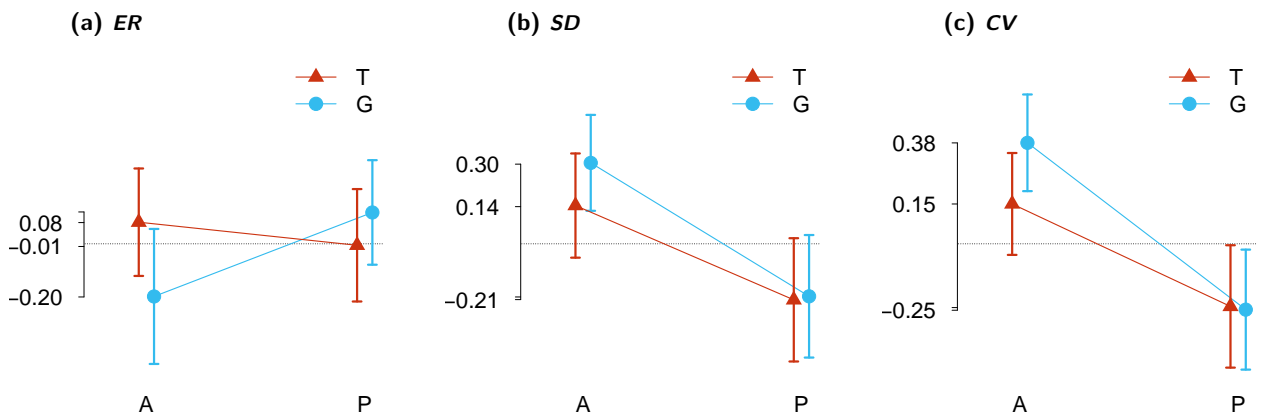 (a) ER
T
G
0.08
−0.01
−0.20
A P
(b) SD
T
G
0.30
0.14
−0.21
A P
(c) CV
T
G
0.38
0.15
−0.25
A P